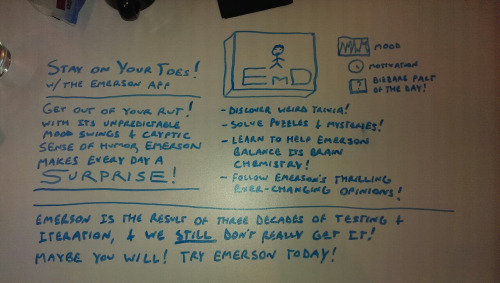 STAY ON YOUR TOES!
W/ THE EMERSON APP
GET OUT OF YOUR RUT!
WITH ITS UNPREDICTABLE
MOOD SWINGS & CRYPTIC
SENSE OF HUMOR, EMERSON
MAKES EVERY DAY A
SURPRISE!
EMD
MOOD
MOTIVATION
?
BIZARRE FACT
OF THE DAY!
- DISCOVER WEIRD TRIVIA!
- SOLVE PUZZLES & MYSTERIES!
- LEARN TO HELP EMERSON
BALANCE ITS BRAIN
CHEMISTRY!
- FOLLOW EMERSON'S THRILLING
EVER-CHANGING OPINIONS!
EMERSON IS THE RESULT OF THREE DECADES OF TESTING &
ITERATION, & WE STILL DON'T REALLY GET IT!
MAYBE YOU WILL! TRY EMERSON TODAY!